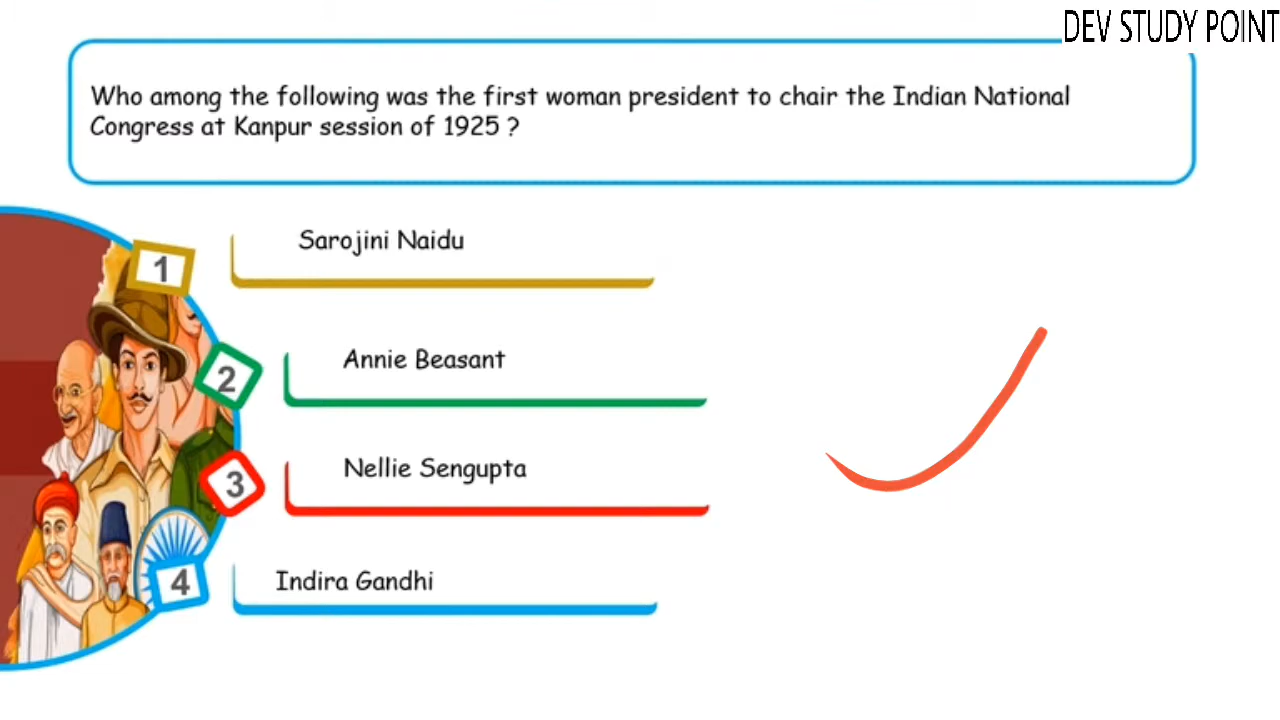 DEV STUDY POINT
Who among the following was the first woman president to chair the Indian National
Congress at Kanpur session of 1925 ?
1
Sarojini Naidu
2
Annie Beasant
3
Nellie Sengupta
4
Indira Gandhi